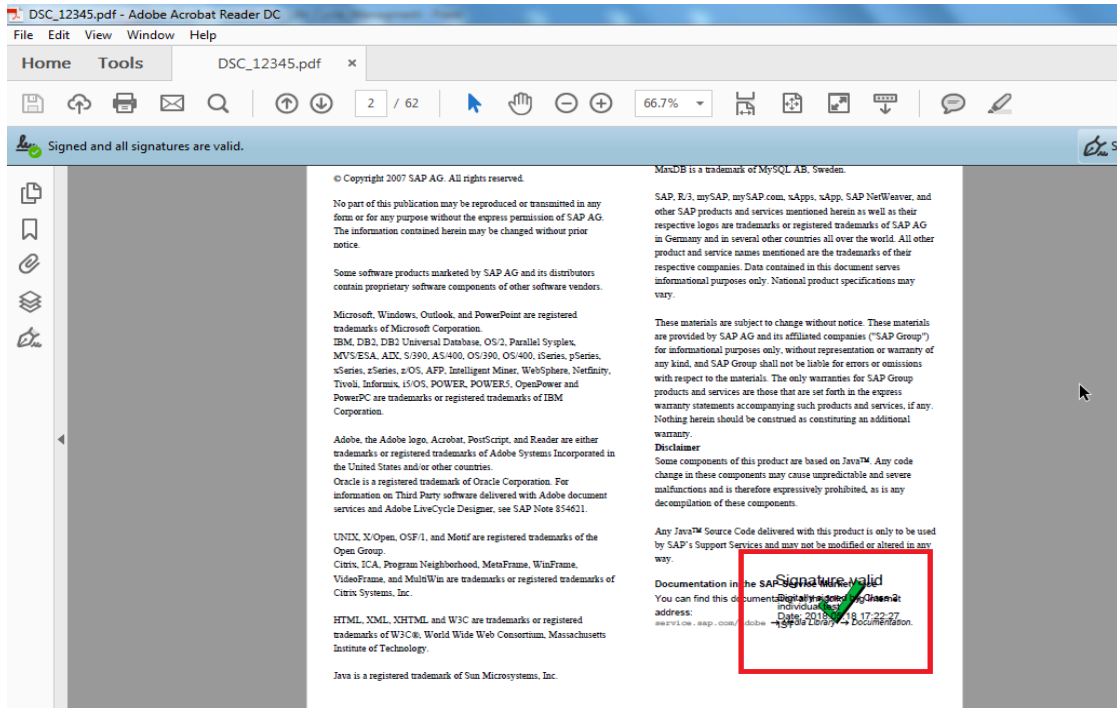 DSC_12345.pdf - Adobe Acrobat Reader DC
File Edit View Window Help
Home Tools DSC_12345.pdf ×
2 / 62 66.7%
Signed and all signatures are valid.
© Copyright 2007 SAP AG. All rights reserved.
No part of this publication may be reproduced or transmitted in any
form or for any purpose without the express permission of SAP AG.
The information contained herein may be changed without prior
notice.
Some software products marketed by SAP AG and its distributors
contain proprietary software components of other software vendors.
Microsoft, Windows, Outlook, and PowerPoint are registered
trademarks of Microsoft Corporation.
IBM, DB2, DB2 Universal Database, OS/2, Parallel Sysplex,
MVS/ESA, AIX, S/390, AS/400, OS/390, OS/400, iSeries, pSeries,
xSeries, zSeries, z/OS, AFP, Intelligent Miner, WebSphere, Netfinity,
Tivoli, Informix, i5/OS, POWER, POWER5, OpenPower and
PowerPC are trademarks or registered trademarks of IBM
Corporation.
Adobe, the Adobe logo, Acrobat, PostScript, and Reader are either
trademarks or registered trademarks of Adobe Systems Incorporated in
the United States and/or other countries.
Oracle is a registered trademark of Oracle Corporation. For
information on Third Party software delivered with Adobe document
services and Adobe LiveCycle Designer, see SAP Note 854621.
UNIX, X/Open, OSF/1, and Motif are registered trademarks of the
Open Group.
Citrix, ICA, Program Neighborhood, MetaFrame, WinFrame,
VideoFrame, and MultiWin are trademarks or registered trademarks of
Citrix Systems, Inc.
HTML, XML, XHTML and W3C are trademarks or registered
trademarks of W3C®, World Wide Web Consortium, Massachusetts
Institute of Technology.
Java is a registered trademark of Sun Microsystems, Inc.
MaxDB is a trademark of MySQL AB, Sweden.
SAP, R/3, mySAP, mySAP.com, xApps, xApp, SAP NetWeaver, and
other SAP products and services mentioned herein as well as their
respective logos are trademarks or registered trademarks of SAP AG
in Germany and in several other countries all over the world. All other
product and service names mentioned are the trademarks of their
respective companies. Data contained in this document serves
informational purposes only. National product specifications may
vary.
These materials are subject to change without notice. These materials
are provided by SAP AG and its affiliated companies ("SAP Group")
for informational purposes only, without representation or warranty of
any kind, and SAP Group shall not be liable for errors or omissions
with respect to the materials. The only warranties for SAP Group
products and services are those that are set forth in the express
warranty statements accompanying such products and services, if any.
Nothing herein should be construed as constituting an additional
warranty.
Disclaimer
Some components of this product are based on Java™. Any code
change in these components may cause unpredictable and severe
malfunctions and is therefore expressively prohibited, as is any
decompilation of these components.
Any Java™ Source Code delivered with this product is only to be used
by SAP's Support Services and may not be modified or altered in any
way.
Documentation in the SAP Service
You can find this documentation Internet
address:
service.sap.com/adobe → Media Library → Documentation.
Signature valid
Digitally signed by Class 2
individual test
17:22:27
IST